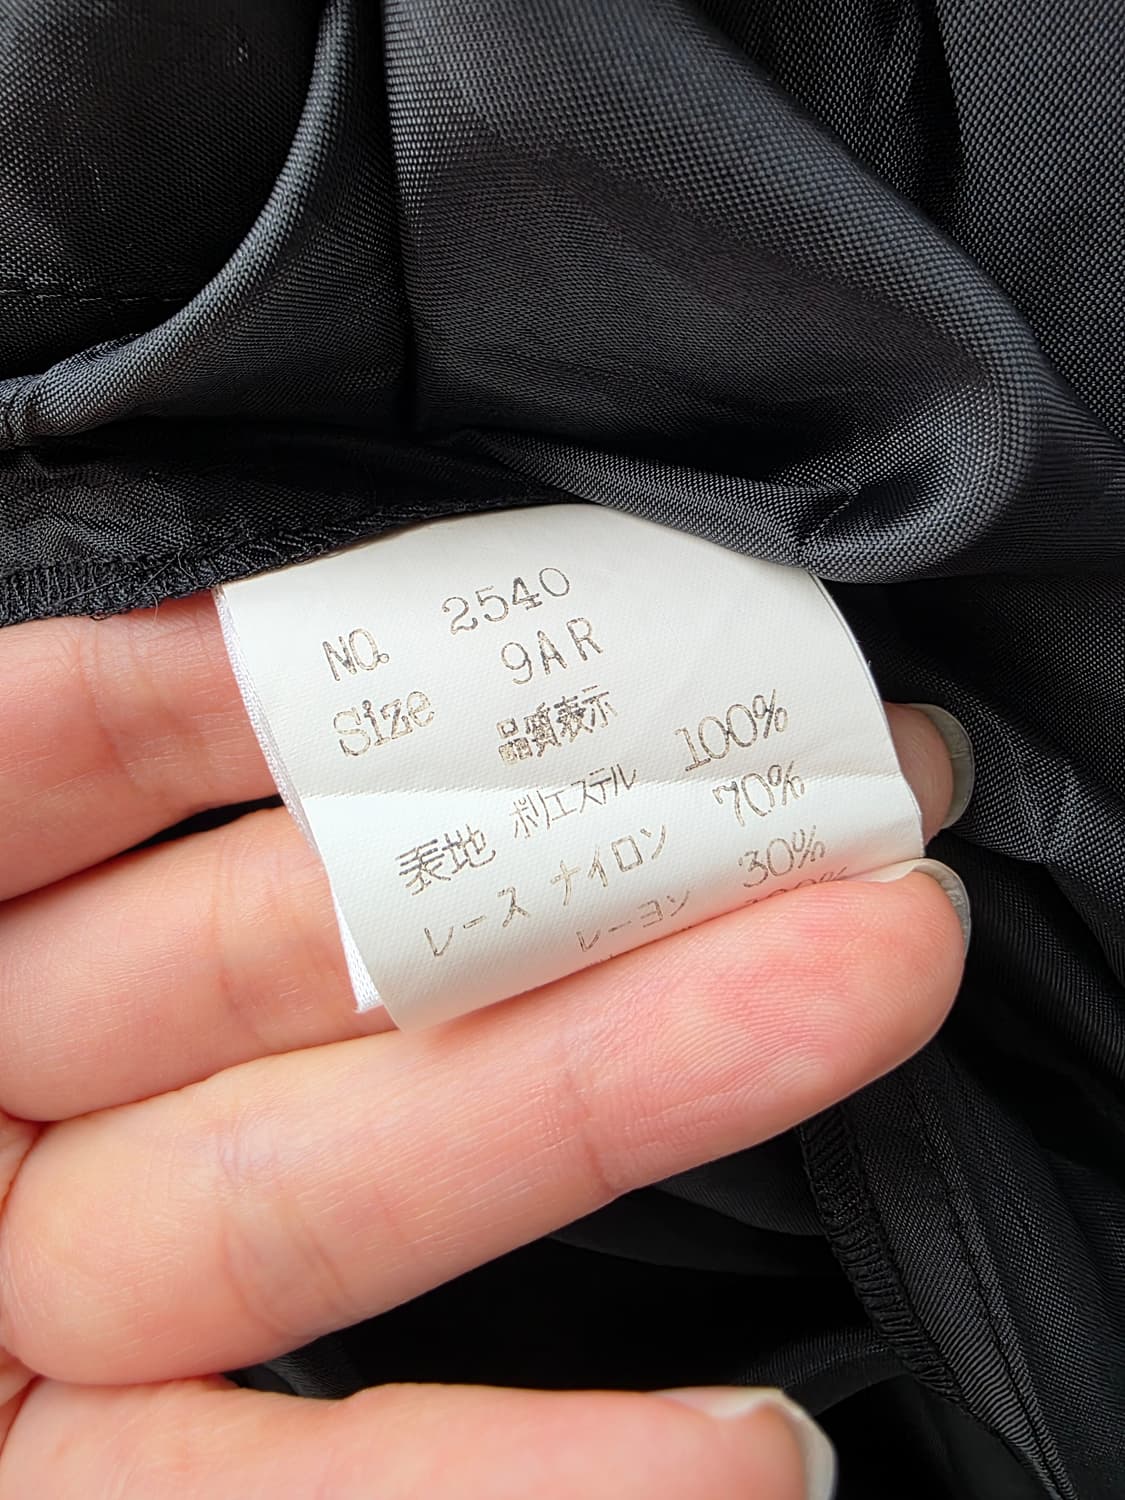 NO. 2540
Size 9AR
品質表示
表地 ポリエステル 100%
レース ナイロン 70%
レーヨン 30%
100%